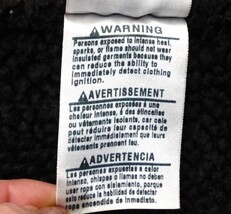 WARNING
Persons exposed to intense heat,
sparks, or flame should not wear
insulated garments because they
can reduce the ability to
immediately detect clothing
ignition.
AVERTISSEMENT
Les personnes exposées à une
chaleur intense, à des étincelles
ou vêtements isolants, car cela
peut réduire leur capacité de
détecter immédiatement que leurs
vêtements prennent feu.
ADVERTENCIA
Las personas expuestas a calor
intenso, chispas o llamas no deben
usar ropa con aislamiento, porque
reduce la habilidad de detectar
ropa encendida de inmediato.